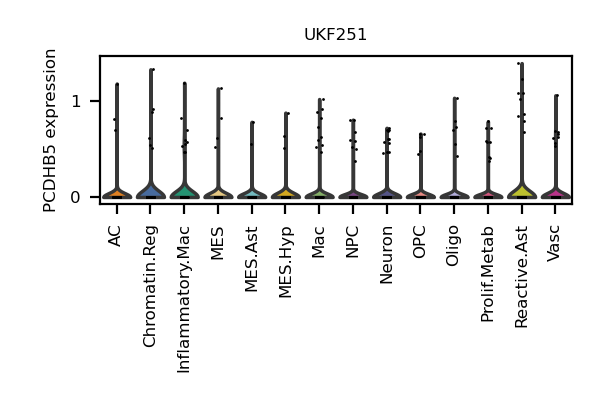 UKF251
PCDHB5 expression
1
0
AC
Chromatin.Reg
Inflammatory.Mac
MES
MES.Ast
MES.Hyp
Mac
NPC
Neuron
OPC
Oligo
Prolif.Metab
Reactive.Ast
Vasc